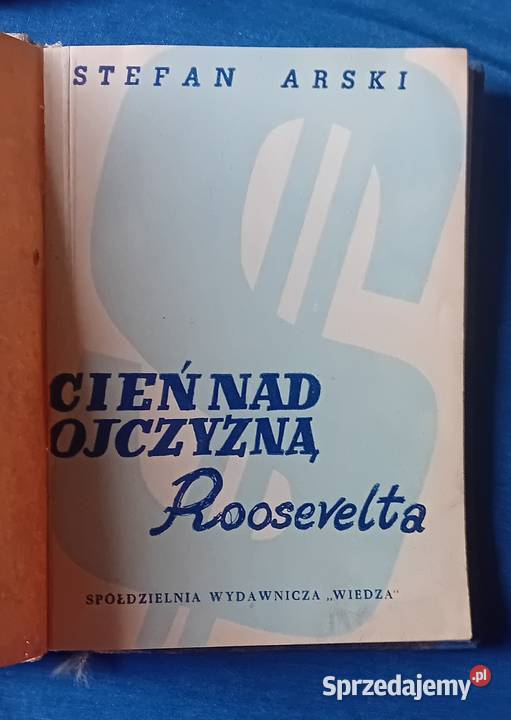 STEFAN ARSKI
CIEŃ NAD
OJCZYZNĄ
Roosevelta
SPÓŁDZIELNIA WYDAWNICZA „WIEDZA"
Sprzedajemy.pl